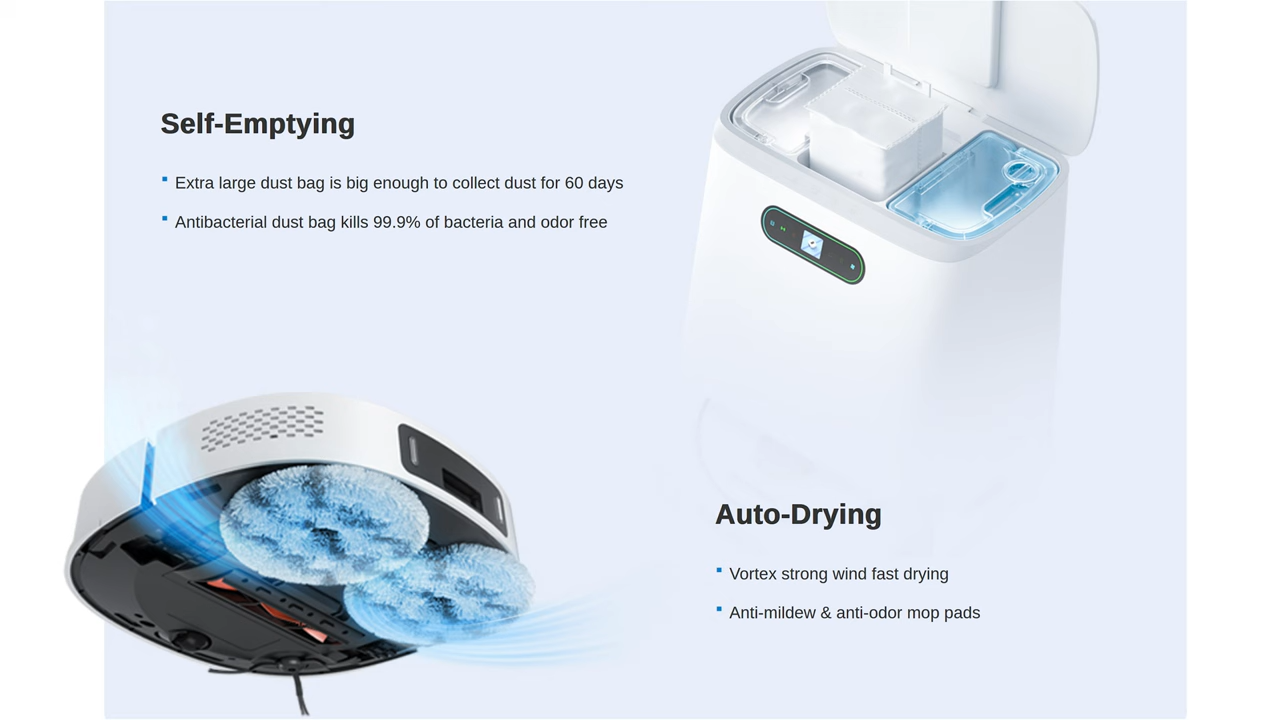 Self-Emptying
Extra large dust bag is big enough to collect dust for 60 days
Antibacterial dust bag kills 99.9% of bacteria and odor free
Auto-Drying
Vortex strong wind fast drying
Anti-mildew & anti-odor mop pads